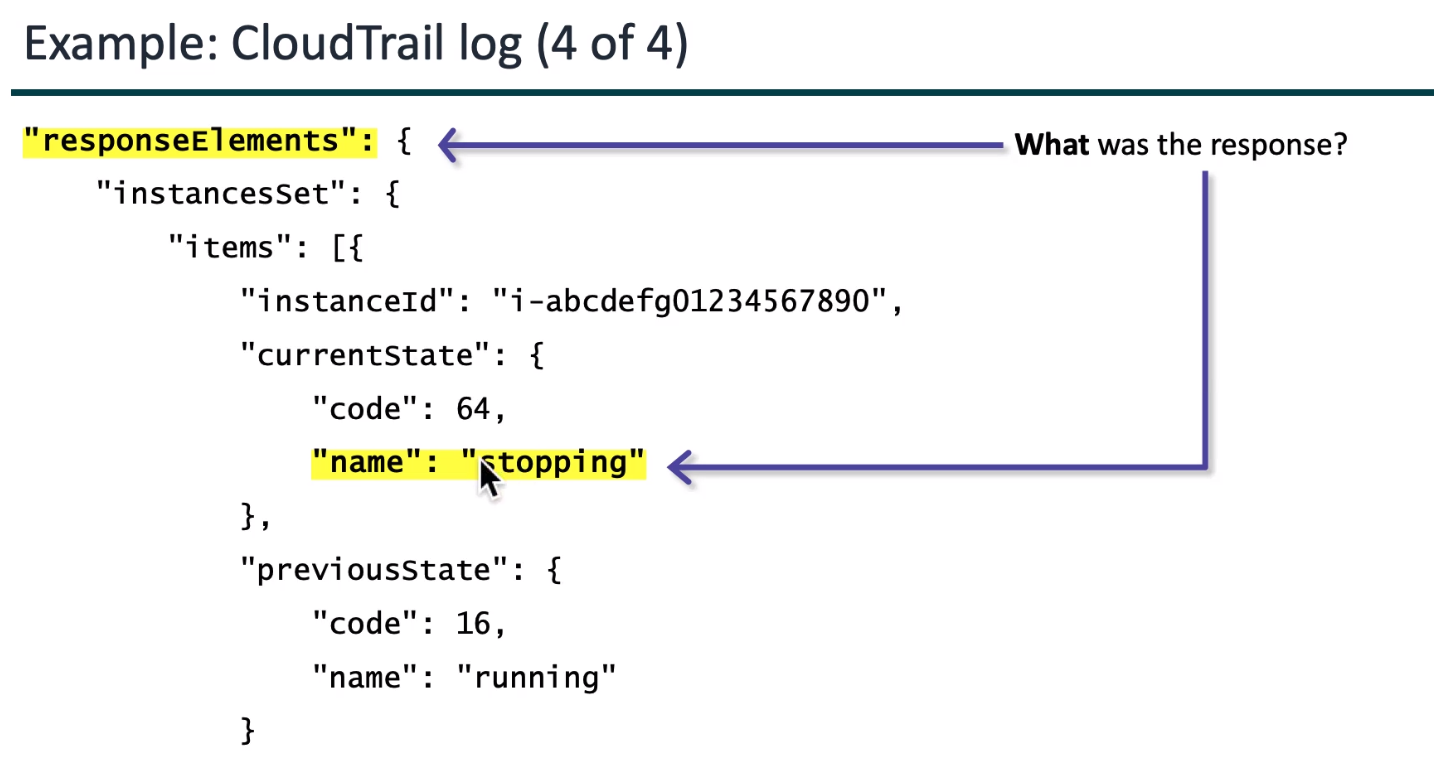 Example: CloudTrail log (4 of 4)
"responseElements": {
What was the response?
"instancesSet": {
"items": [{
"instanceId": "i-abcdefg01234567890",
"currentState": {
"code": 64,
"name": "stopping"
},
"previousState": {
"code": 16,
"name": "running"
}